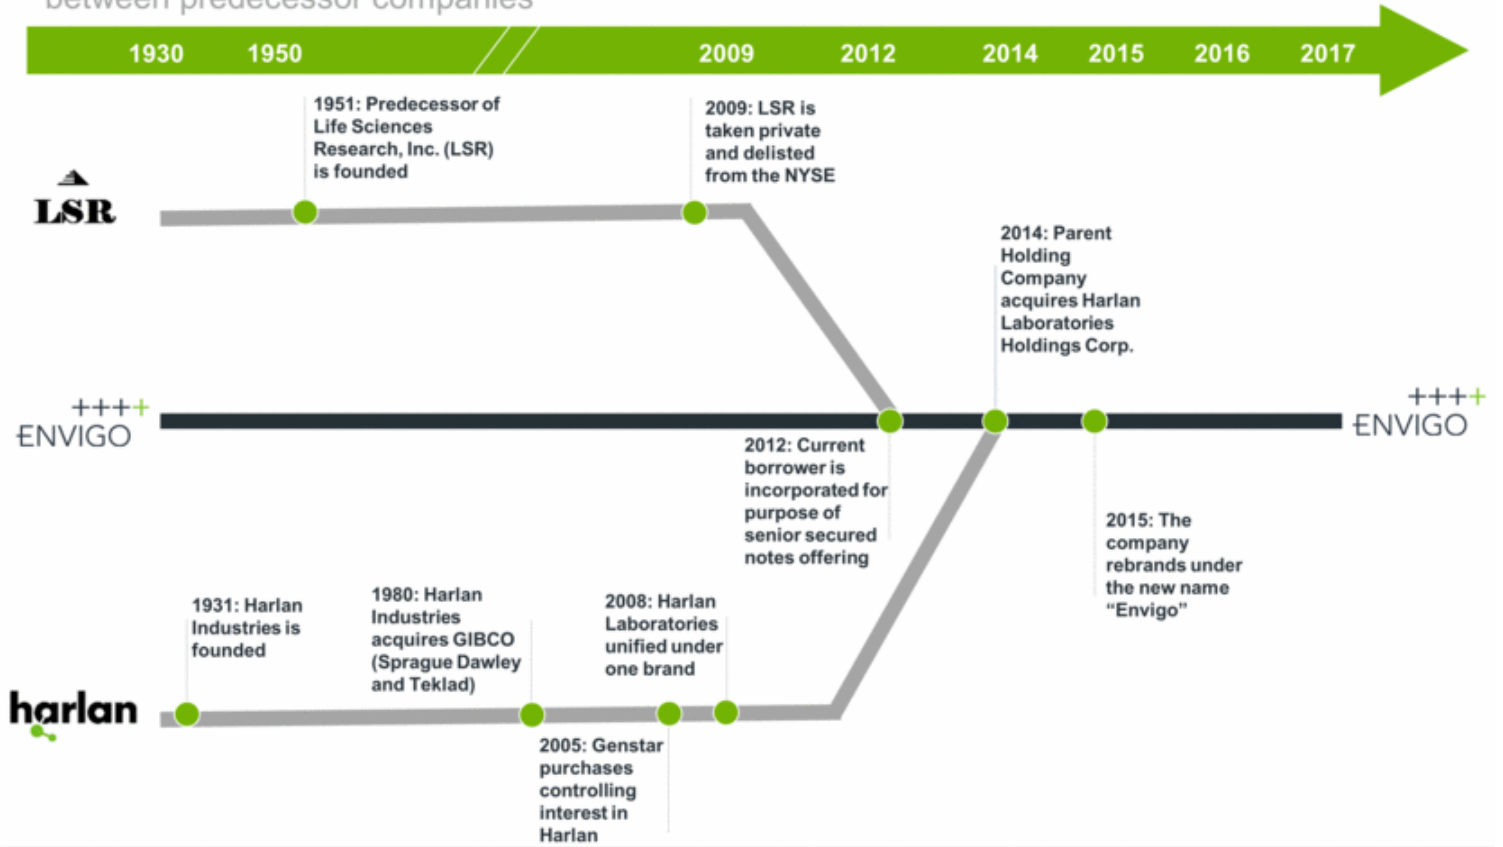 between predecessor companies
1930 1950 2009 2012 2014 2015 2016 2017
1951: Predecessor of
Life Sciences
Research, Inc. (LSR)
is founded
2009: LSR is
taken private
and delisted
from the NYSE
LSR
2014: Parent
Holding
Company
acquires Harlan
Laboratories
Holdings Corp.
++++
ENVIGO
++++
ENVIGO
2012: Current
borrower is
incorporated for
purpose of
senior secured
notes offering
2015: The
company
rebrands under
the new name
“Envigo”
1931: Harlan
Industries is
founded
1980: Harlan
Industries
acquires GIBCO
(Sprague Dawley
and Teklad)
2008: Harlan
Laboratories
unified under
one brand
harlan
2005: Genstar
purchases
controlling
interest in
Harlan